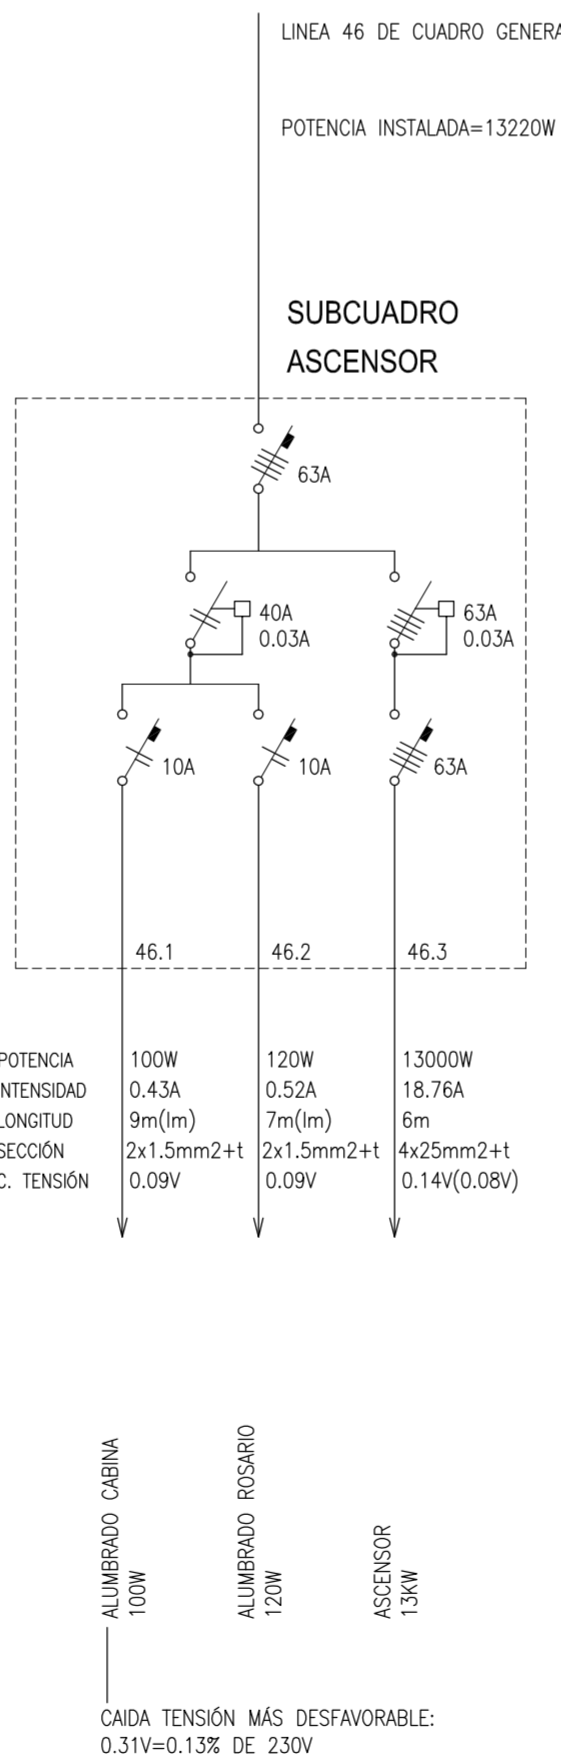 LINEA 46 DE CUADRO GENERA
POTENCIA INSTALADA=13220W
SUBCUADRO
ASCENSOR
63A
40A
0.03A
63A
0.03A
10A
10A
63A
46.1
46.2
46.3
POTENCIA 100W 120W 13000W
NTENSIDAD 0.43A 0.52A 18.76A
LONGITUD 9m(lm) 7m(lm) 6m
SECCIÓN 2x1.5mm2+t 2x1.5mm2+t 4x25mm2+t
C. TENSIÓN 0.09V 0.09V 0.14V(0.08V)
ALUMBRADO CABINA
100W
ALUMBRADO ROSARIO
120W
ASCENSOR
13KW
CAIDA TENSIÓN MÁS DESFAVORABLE:
0.31V=0.13% DE 230V